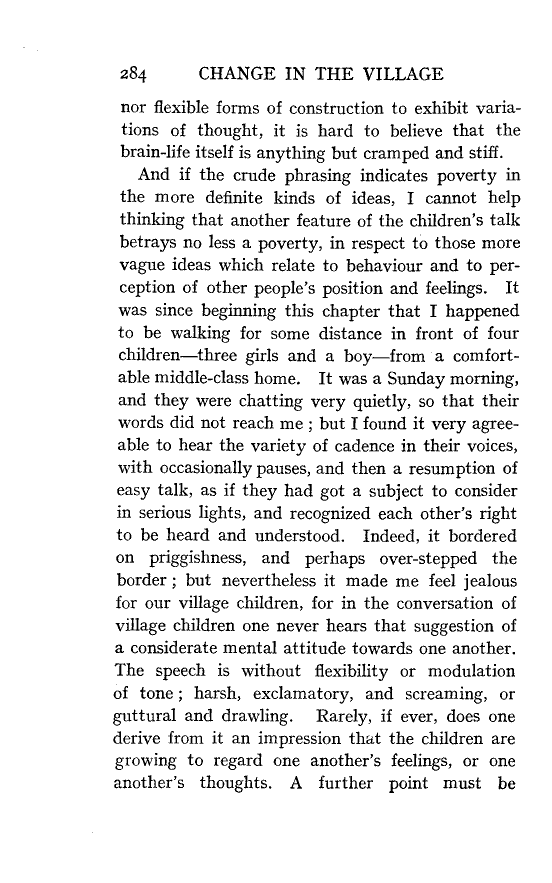 284 CHANGE IN THE VILLAGE
nor flexible forms of construction to exhibit varia-
tions of thought, it is hard to believe that the
brain-life itself is anything but cramped and stiff.
And if the crude phrasing indicates poverty in
the more definite kinds of ideas, I cannot help
thinking that another feature of the children's talk
betrays no less a poverty, in respect to those more
vague ideas which relate to behaviour and to per-
ception of other people's position and feelings. It
was since beginning this chapter that I happened
to be walking for some distance in front of four
children—three girls and a boy—from a comfort-
able middle-class home. It was a Sunday morning,
and they were chatting very quietly, so that their
words did not reach me ; but I found it very agree-
able to hear the variety of cadence in their voices,
with occasionally pauses, and then a resumption of
easy talk, as if they had got a subject to consider
in serious lights, and recognized each other's right
to be heard and understood. Indeed, it bordered
on priggishness, and perhaps over-stepped the
border ; but nevertheless it made me feel jealous
for our village children, for in the conversation of
village children one never hears that suggestion of
a considerate mental attitude towards one another.
The speech is without flexibility or modulation
of tone ; harsh, exclamatory, and screaming, or
guttural and drawling. Rarely, if ever, does one
derive from it an impression that the children are
growing to regard one another's feelings, or one
another's thoughts. A further point must be